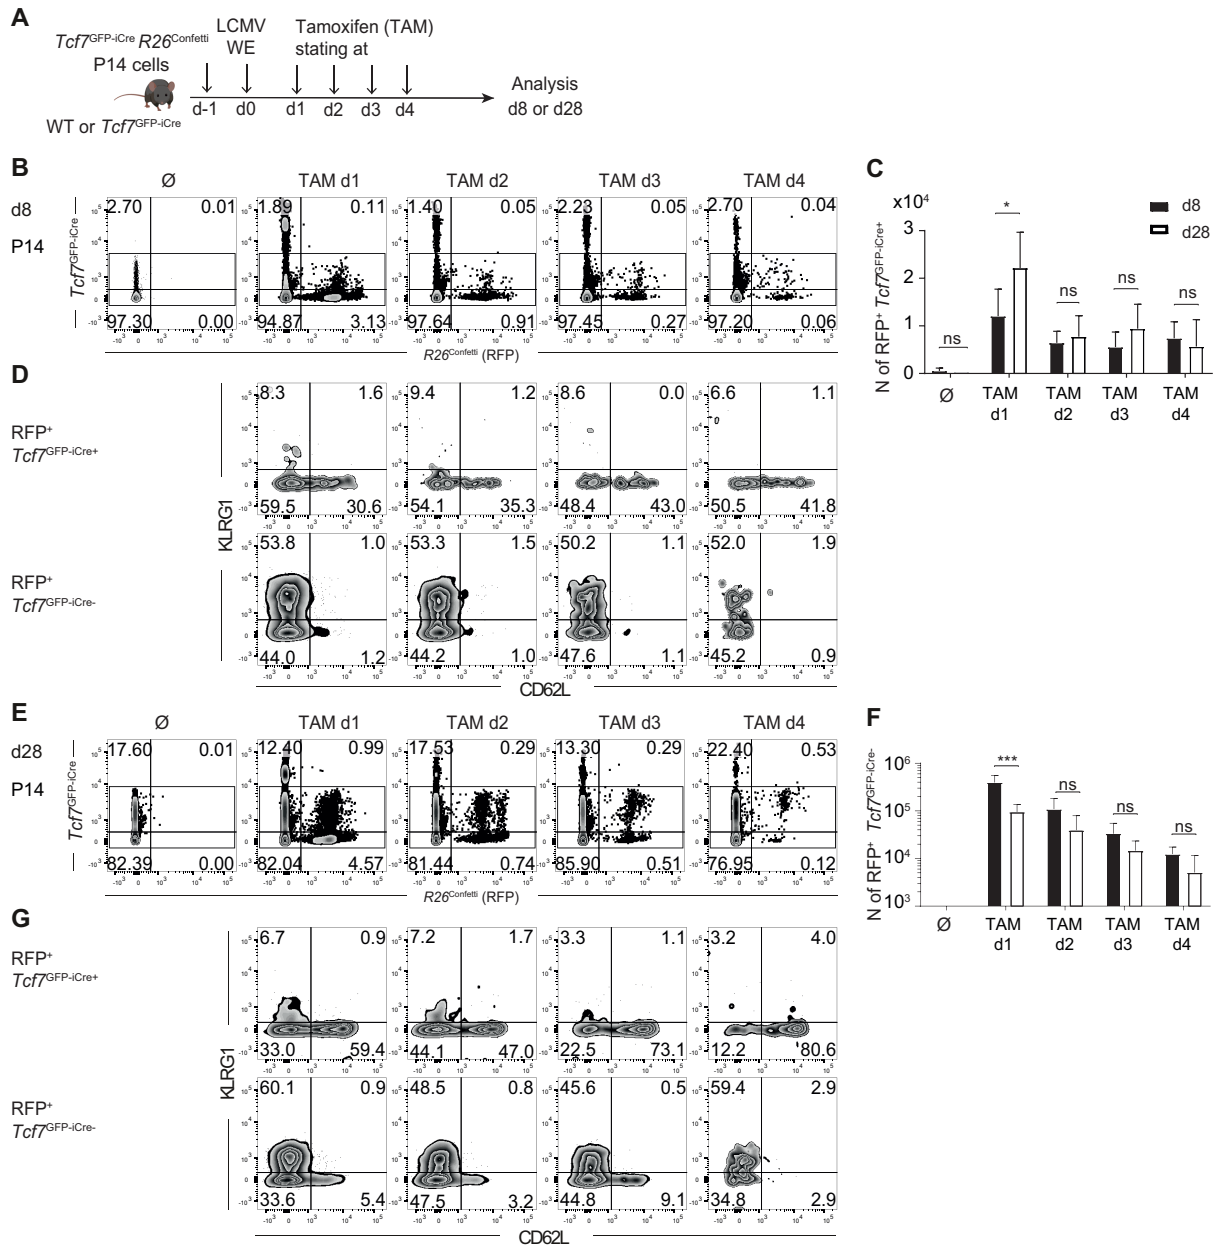 A
Tcf7GFP-iCre R26Confetti
P14 cells
WT or Tcf7GFP-iCre
LCMV
WE
Tamoxifen (TAM)
stating at
d-1 d0 d1 d2 d3 d4
Analysis
d8 or d28
B
Ø TAM d1 TAM d2 TAM d3 TAM d4
d8
P14
Tcf7GFP-iCre
2.70 0.01 1.89 0.11 1.40 0.05 2.23 0.05 2.70 0.04
97.30 0.00 94.87 3.13 97.64 0.91 97.45 0.27 97.20 0.06
R26Confetti (RFP)
C
x10⁴
d8
d28
N of RFP+ Tcf7GFP-iCre+
3
2
1
0
ns * ns ns ns
Ø TAM d1 TAM d2 TAM d3 TAM d4
D
RFP+
Tcf7GFP-iCre+
8.3 1.6 9.4 1.2 8.6 0.0 6.6 1.1
59.5 30.6 54.1 35.3 48.4 43.0 50.5 41.8
KLRG1
RFP+
Tcf7GFP-iCre-
53.8 1.0 53.3 1.5 50.2 1.1 52.0 1.9
44.0 1.2 44.2 1.0 47.6 1.1 45.2 0.9
CD62L
E
Ø TAM d1 TAM d2 TAM d3 TAM d4
d28
P14
Tcf7GFP-iCre
17.60 0.01 12.40 0.99 17.53 0.29 13.30 0.29 22.40 0.53
82.39 0.00 82.04 4.57 81.44 0.74 85.90 0.51 76.95 0.12
R26Confetti (RFP)
F
N of RFP+ Tcf7GFP-iCre-
10⁶
10⁵
10⁴
10³
*** ns ns ns
Ø TAM d1 TAM d2 TAM d3 TAM d4
G
RFP+
Tcf7GFP-iCre+
6.7 0.9 7.2 1.7 3.3 1.1 3.2 4.0
33.0 59.4 44.1 47.0 22.5 73.1 12.2 80.6
KLRG1
RFP+
Tcf7GFP-iCre-
60.1 0.9 48.5 0.8 45.6 0.5 59.4 2.9
33.6 5.4 47.5 3.2 44.8 9.1 34.8 2.9
CD62L